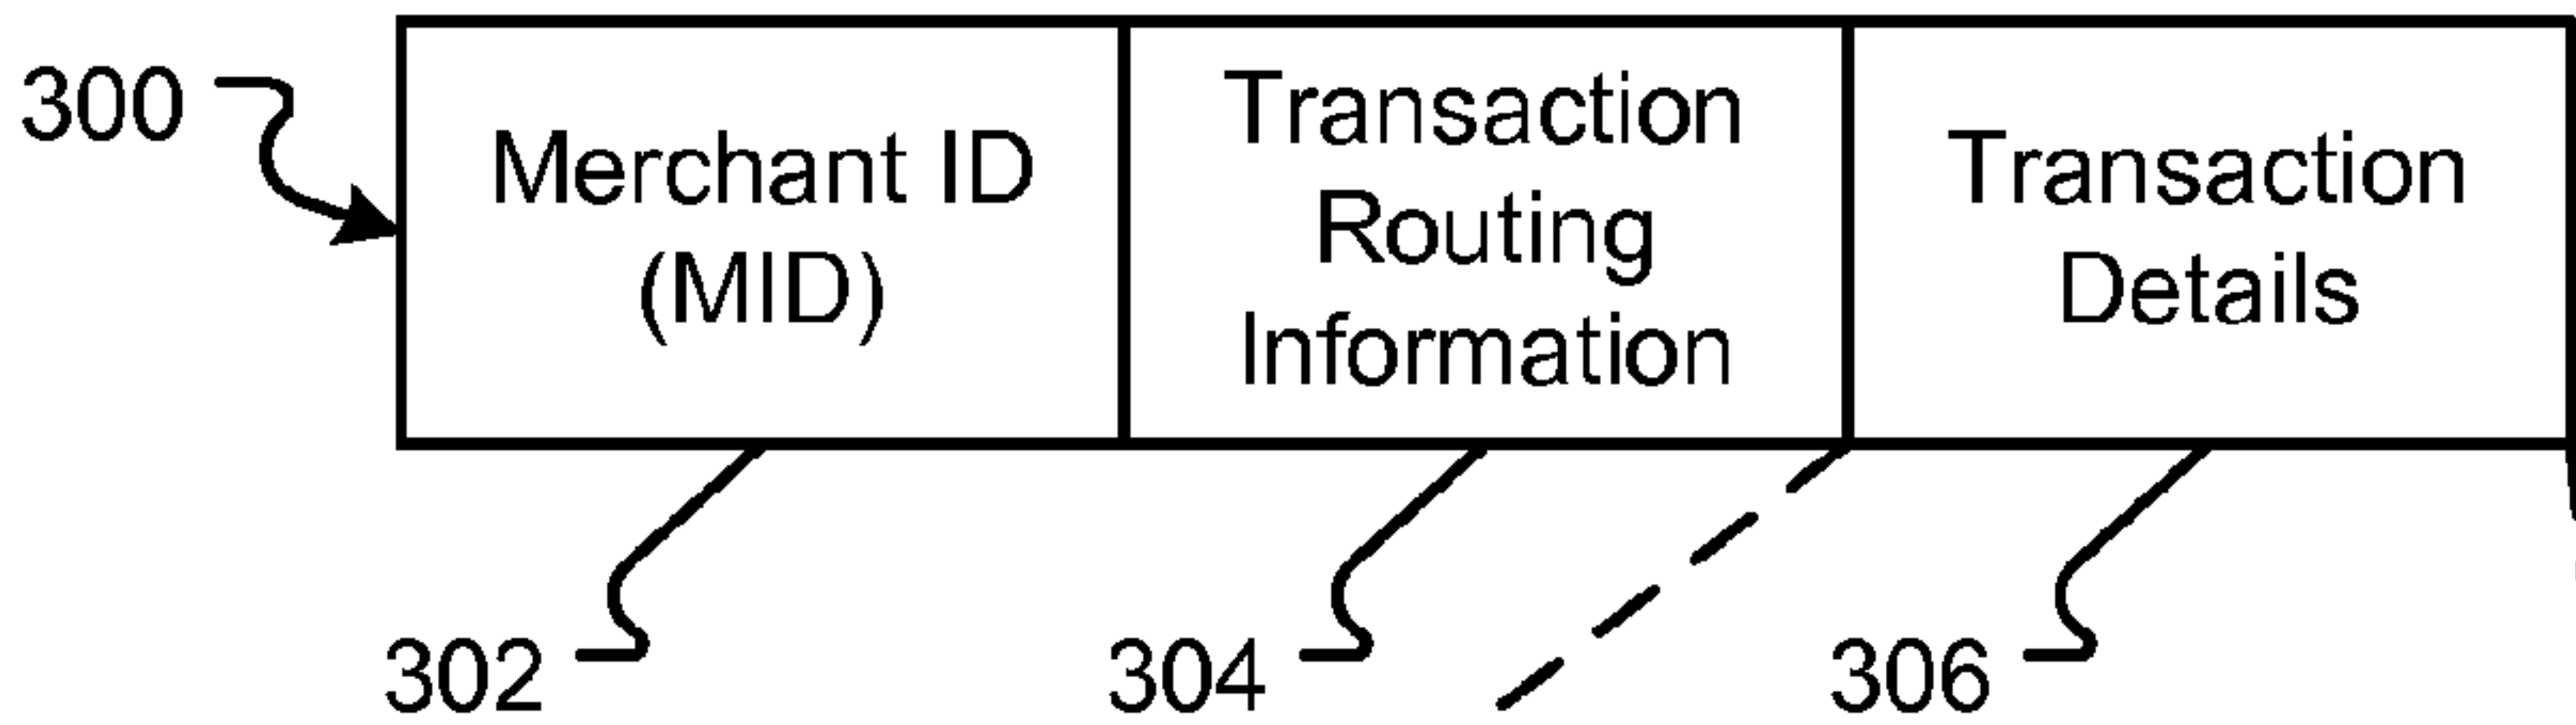 300
Merchant ID
(MID)
Transaction
Routing
Information
Transaction
Details
302
304
306